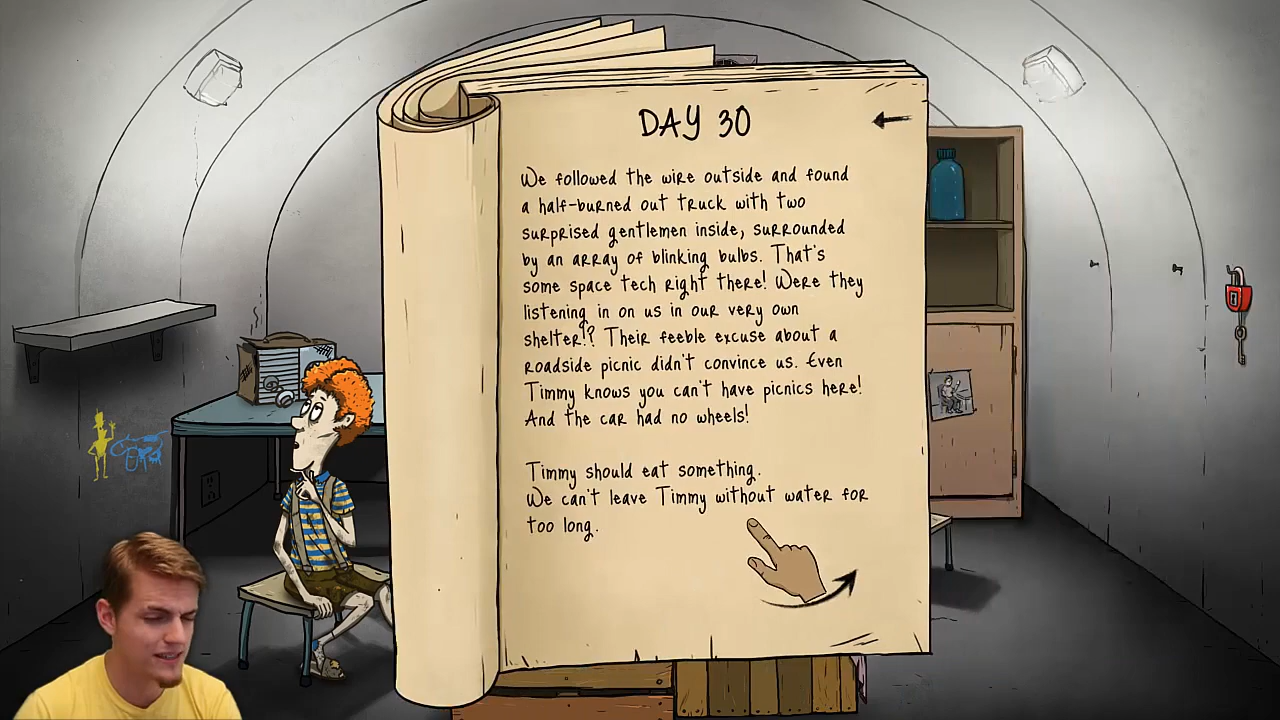 DAY 30
We followed the wire outside and found
a half-burned out truck with two
surprised gentlemen inside, surrounded
by an array of blinking bulbs. That's
some space tech right there! Were they
listening in on us in our very own
shelter!? Their feeble excuse about a
roadside picnic didn't convince us. Even
Timmy knows you can't have picnics here!
And the car had no wheels!
Timmy should eat something.
We can't leave Timmy without water for
too long.